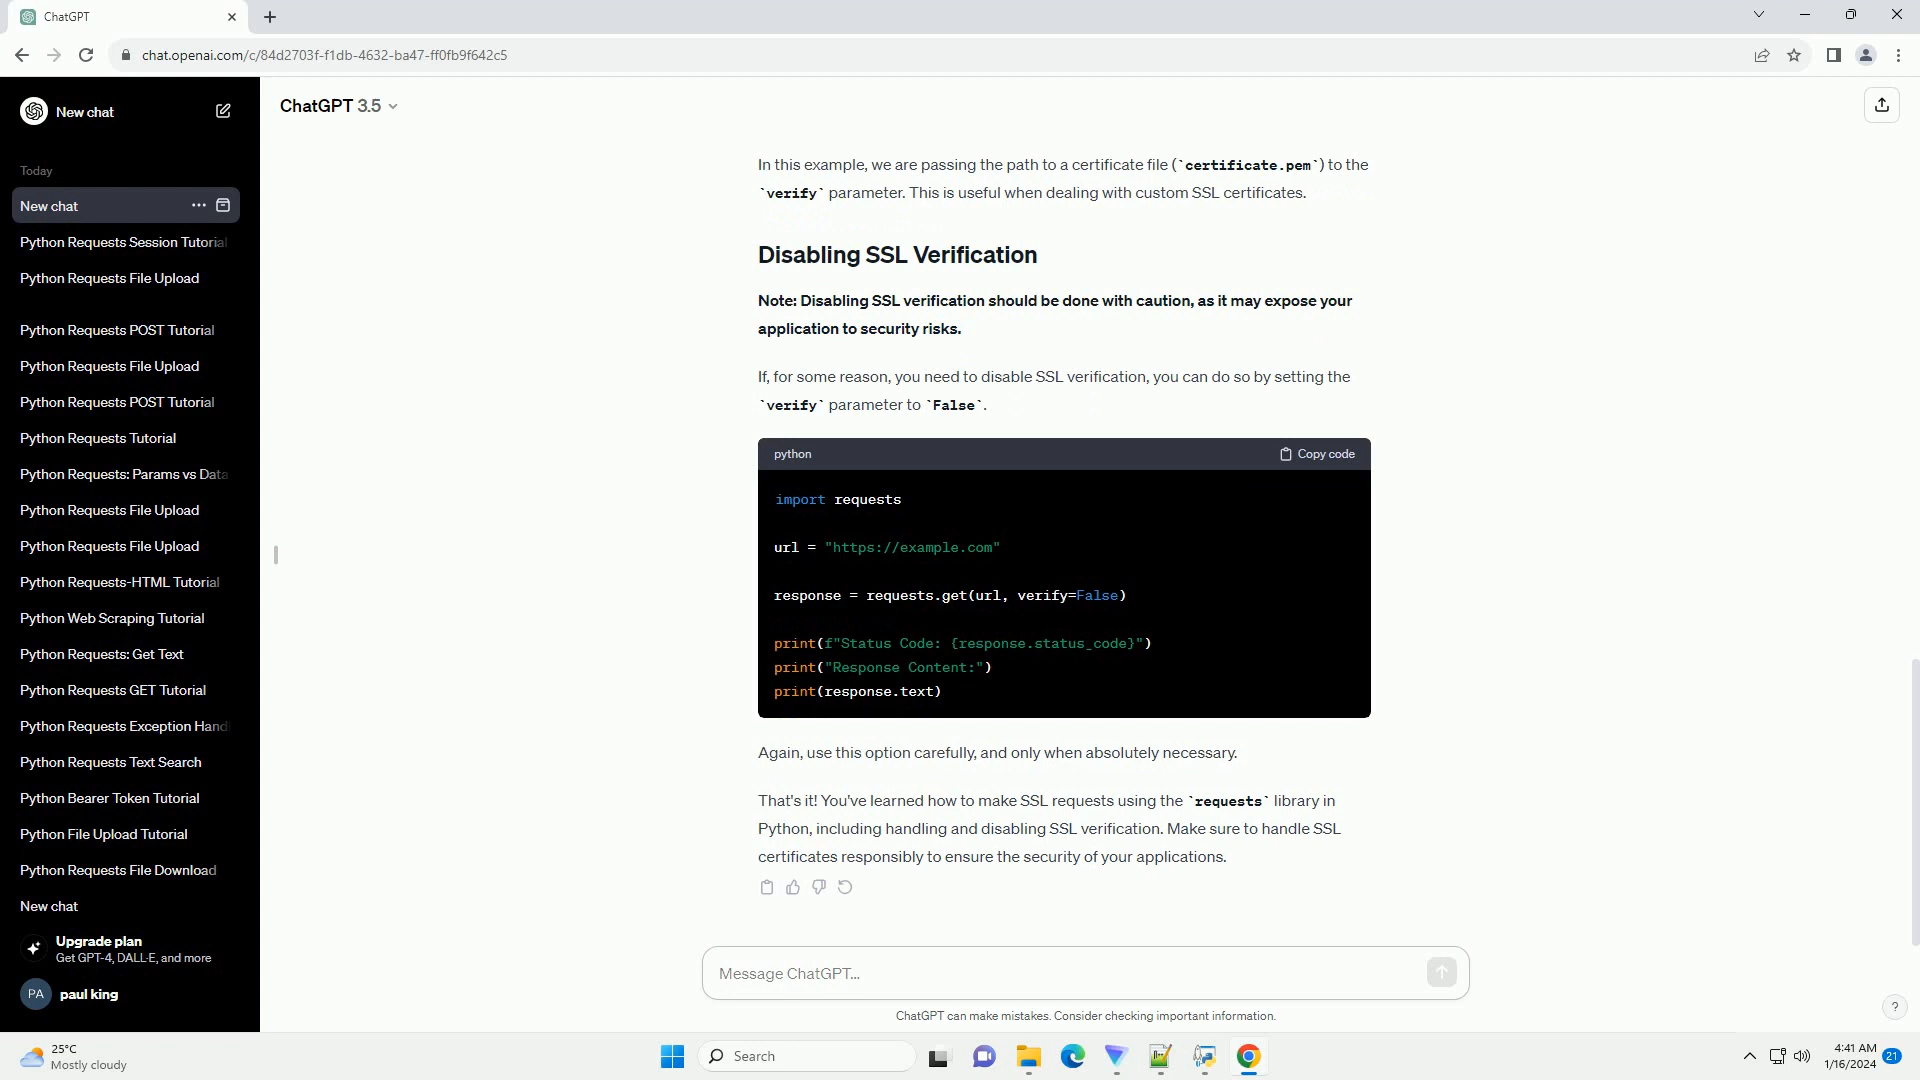 ChatGPT
chat.openai.com/c/84d2703f-f1db-4632-ba47-ff0fb9f642c5
New chat
Today
New chat
Python Requests Session Tutorial
Python Requests File Upload
Python Requests POST Tutorial
Python Requests File Upload
Python Requests POST Tutorial
Python Requests Tutorial
Python Requests: Params vs Data
Python Requests File Upload
Python Requests File Upload
Python Requests-HTML Tutorial
Python Web Scraping Tutorial
Python Requests: Get Text
Python Requests GET Tutorial
Python Requests Exception Hand
Python Requests Text Search
Python Bearer Token Tutorial
Python File Upload Tutorial
Python Requests File Download
New chat
Upgrade plan
Get GPT-4, DALL·E, and more
PA paul king
ChatGPT 3.5
In this example, we are passing the path to a certificate file (`certificate.pem`) to the
`verify` parameter. This is useful when dealing with custom SSL certificates.
Disabling SSL Verification
Note: Disabling SSL verification should be done with caution, as it may expose your
application to security risks.
If, for some reason, you need to disable SSL verification, you can do so by setting the
`verify` parameter to `False`.
python Copy code
import requests
url = "https://example.com"
response = requests.get(url, verify=False)
print(f"Status Code: {response.status_code}")
print("Response Content:")
print(response.text)
Again, use this option carefully, and only when absolutely necessary.
That's it! You've learned how to make SSL requests using the `requests` library in
Python, including handling and disabling SSL verification. Make sure to handle SSL
certificates responsibly to ensure the security of your applications.
Message ChatGPT...
ChatGPT can make mistakes. Consider checking important information.
?
25°C
Mostly cloudy
Search
4:41 AM
1/16/2024
21